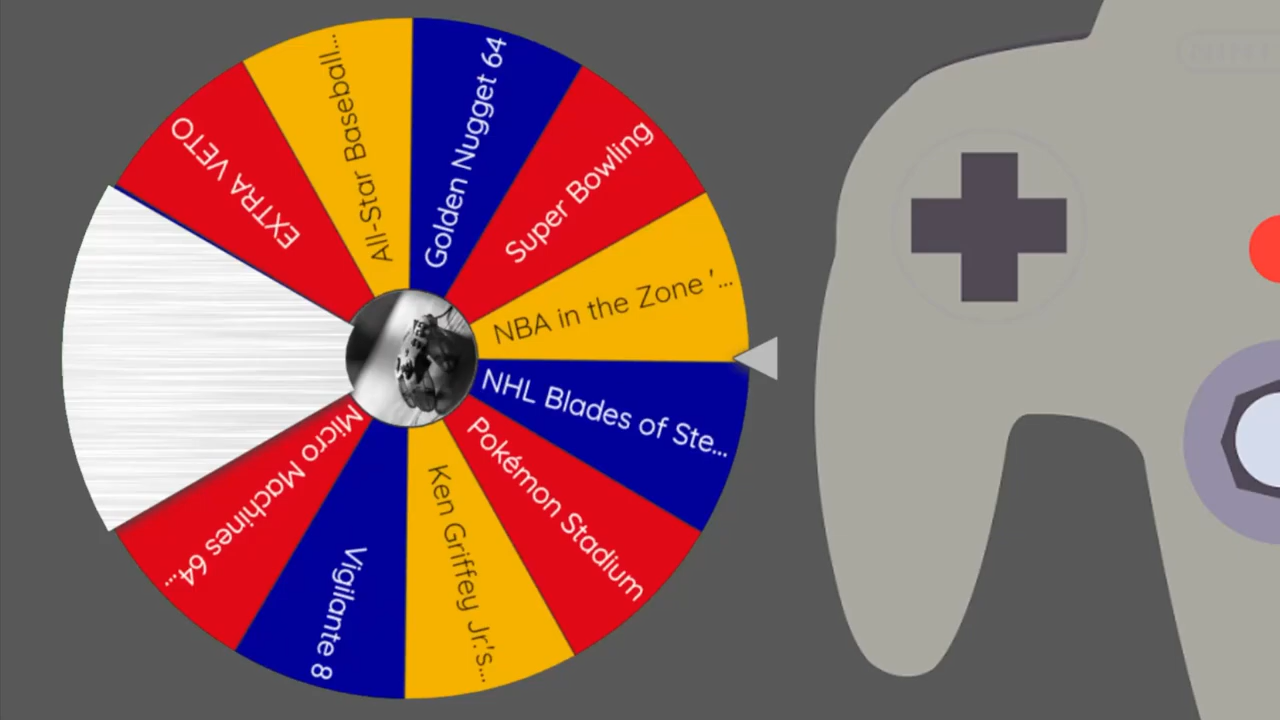 EXTRA VETO
All-Star Baseball...
Golden Nugget 64
Super Bowling
NBA in the Zone '...
NHL Blades of Ste...
Pokémon Stadium
Ken Griffey Jr.'s...
Vigilante 8
Micro Machines 64...